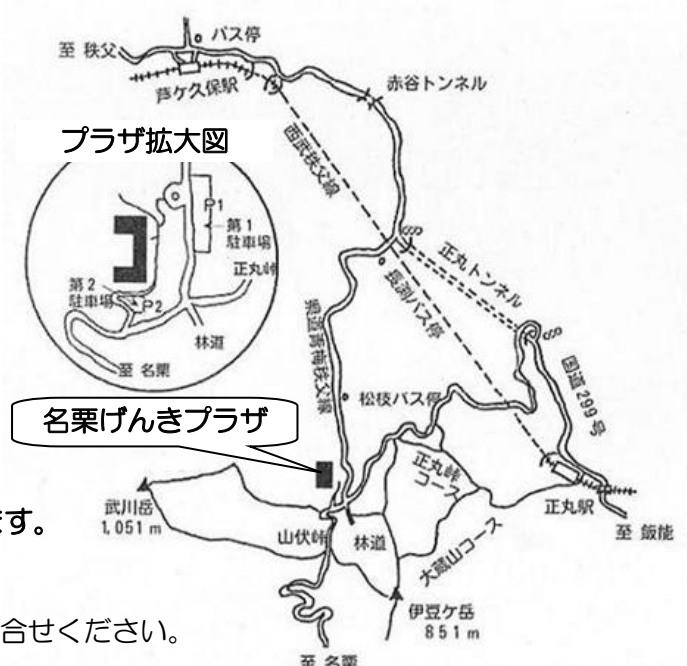 バス停
至 秩父
芦ケ久保駅
赤谷トンネル
西武秩父線
プラザ拡大図
P1
第1
駐車場
正丸峠
第2
駐車場
P2
林道
至 名栗
正丸トンネル
長渕バス停
県道青梅秩父線
国道299号
松枝バス停
名栗げんきプラザ
正丸峠
コース
正丸駅
至 飯能
武川岳
1,051m
ます。
山伏峠
林道
大蔵山コース
伊豆ケ岳
851m
合せください。
至 名栗